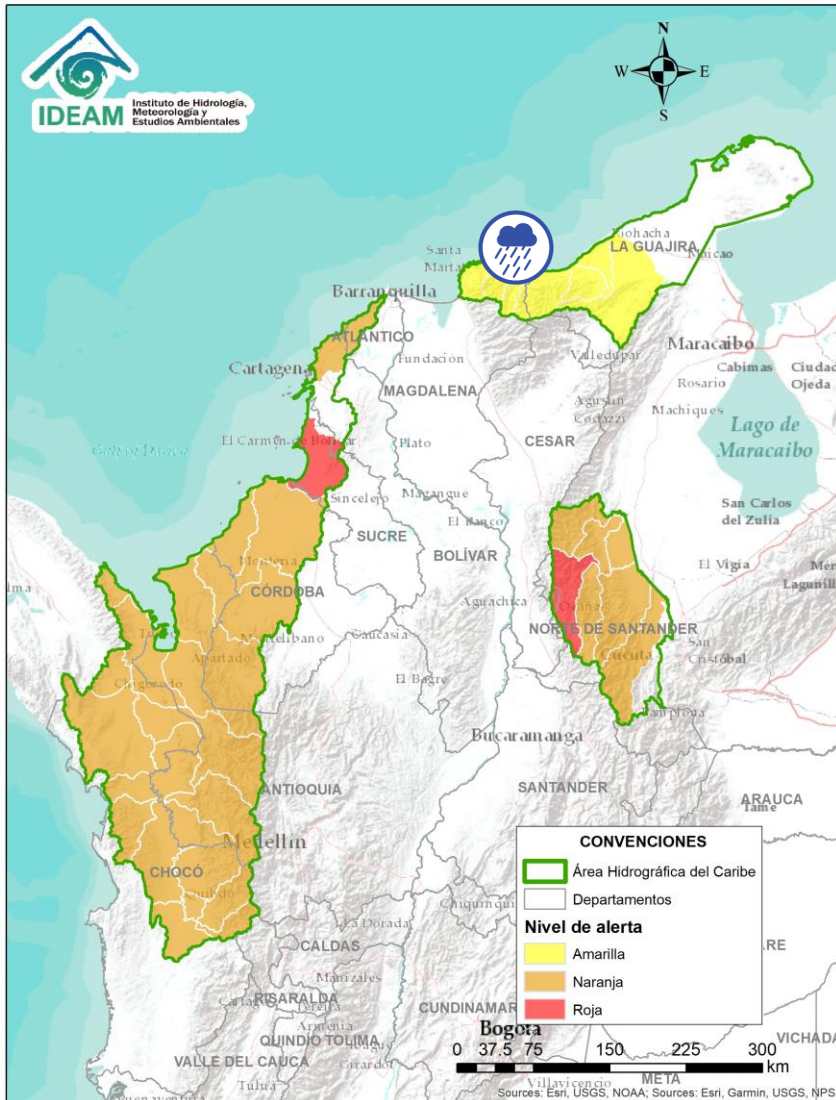 IDEAM
Instituto de Hidrología,
Meteorología y
Estudios Ambientales
N
W
E
S
Riohacha
LA GUAJIRA
Maicao
Santa
Barranquilla
ATLÁNTICO
Cartagena
Fundación
Valledupar
Maracaibo
Cabimas
Ciudad
Ojeda
MAGDALENA
Rosario
Machiques
Agustín
Codazzi
CESAR
Lago de
Maracaibo
El Carmen de Bolívar
Plato
Sincelejo
Magangue
San Carlos
del Zulia
SUCRE
El Banco
BOLÍVAR
El Vigía
Montería
CÓRDOBA
Aguachica
Ocaña
NORTE DE SANTANDER
San
Cristóbal
Cúcuta
Montelibano
Caucasia
Apartado
Chigorodó
El Bagre
Pamplona
Bucaramanga
SANTANDER
ANTIOQUIA
ARAUCA
Tame
Medellín
CHOCÓ
Quibdó
La Dorada
CALDAS
Manizales
RISARALDA
Pereira
Armenia
QUINDÍO
TOLIMA
Girardot
CUNDINAMAR
Bogotá
VALLE DEL CAUCA
Tuluá
Villavicencio
META
VICHADA
CONVENCIONES
Área Hidrográfica del Caribe
Departamentos
Nivel de alerta
Amarilla
Naranja
Roja
0 37.5 75 150 225 300
km
Sources: Esri, USGS, NOAA; Sources: Esri, Garmin, USGS, NPS